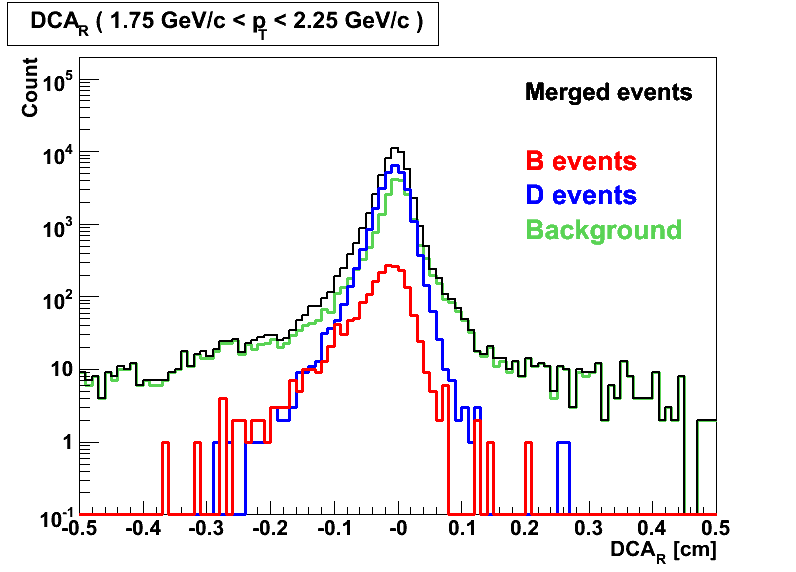 DCA_R ( 1.75 GeV/c < p_T < 2.25 GeV/c )
Count
Merged events
B events
D events
Background
10^5
10^4
10^3
10^2
10
1
10^-1
-0.5 -0.4 -0.3 -0.2 -0.1 -0 0.1 0.2 0.3 0.4 0.5
DCA_R [cm]